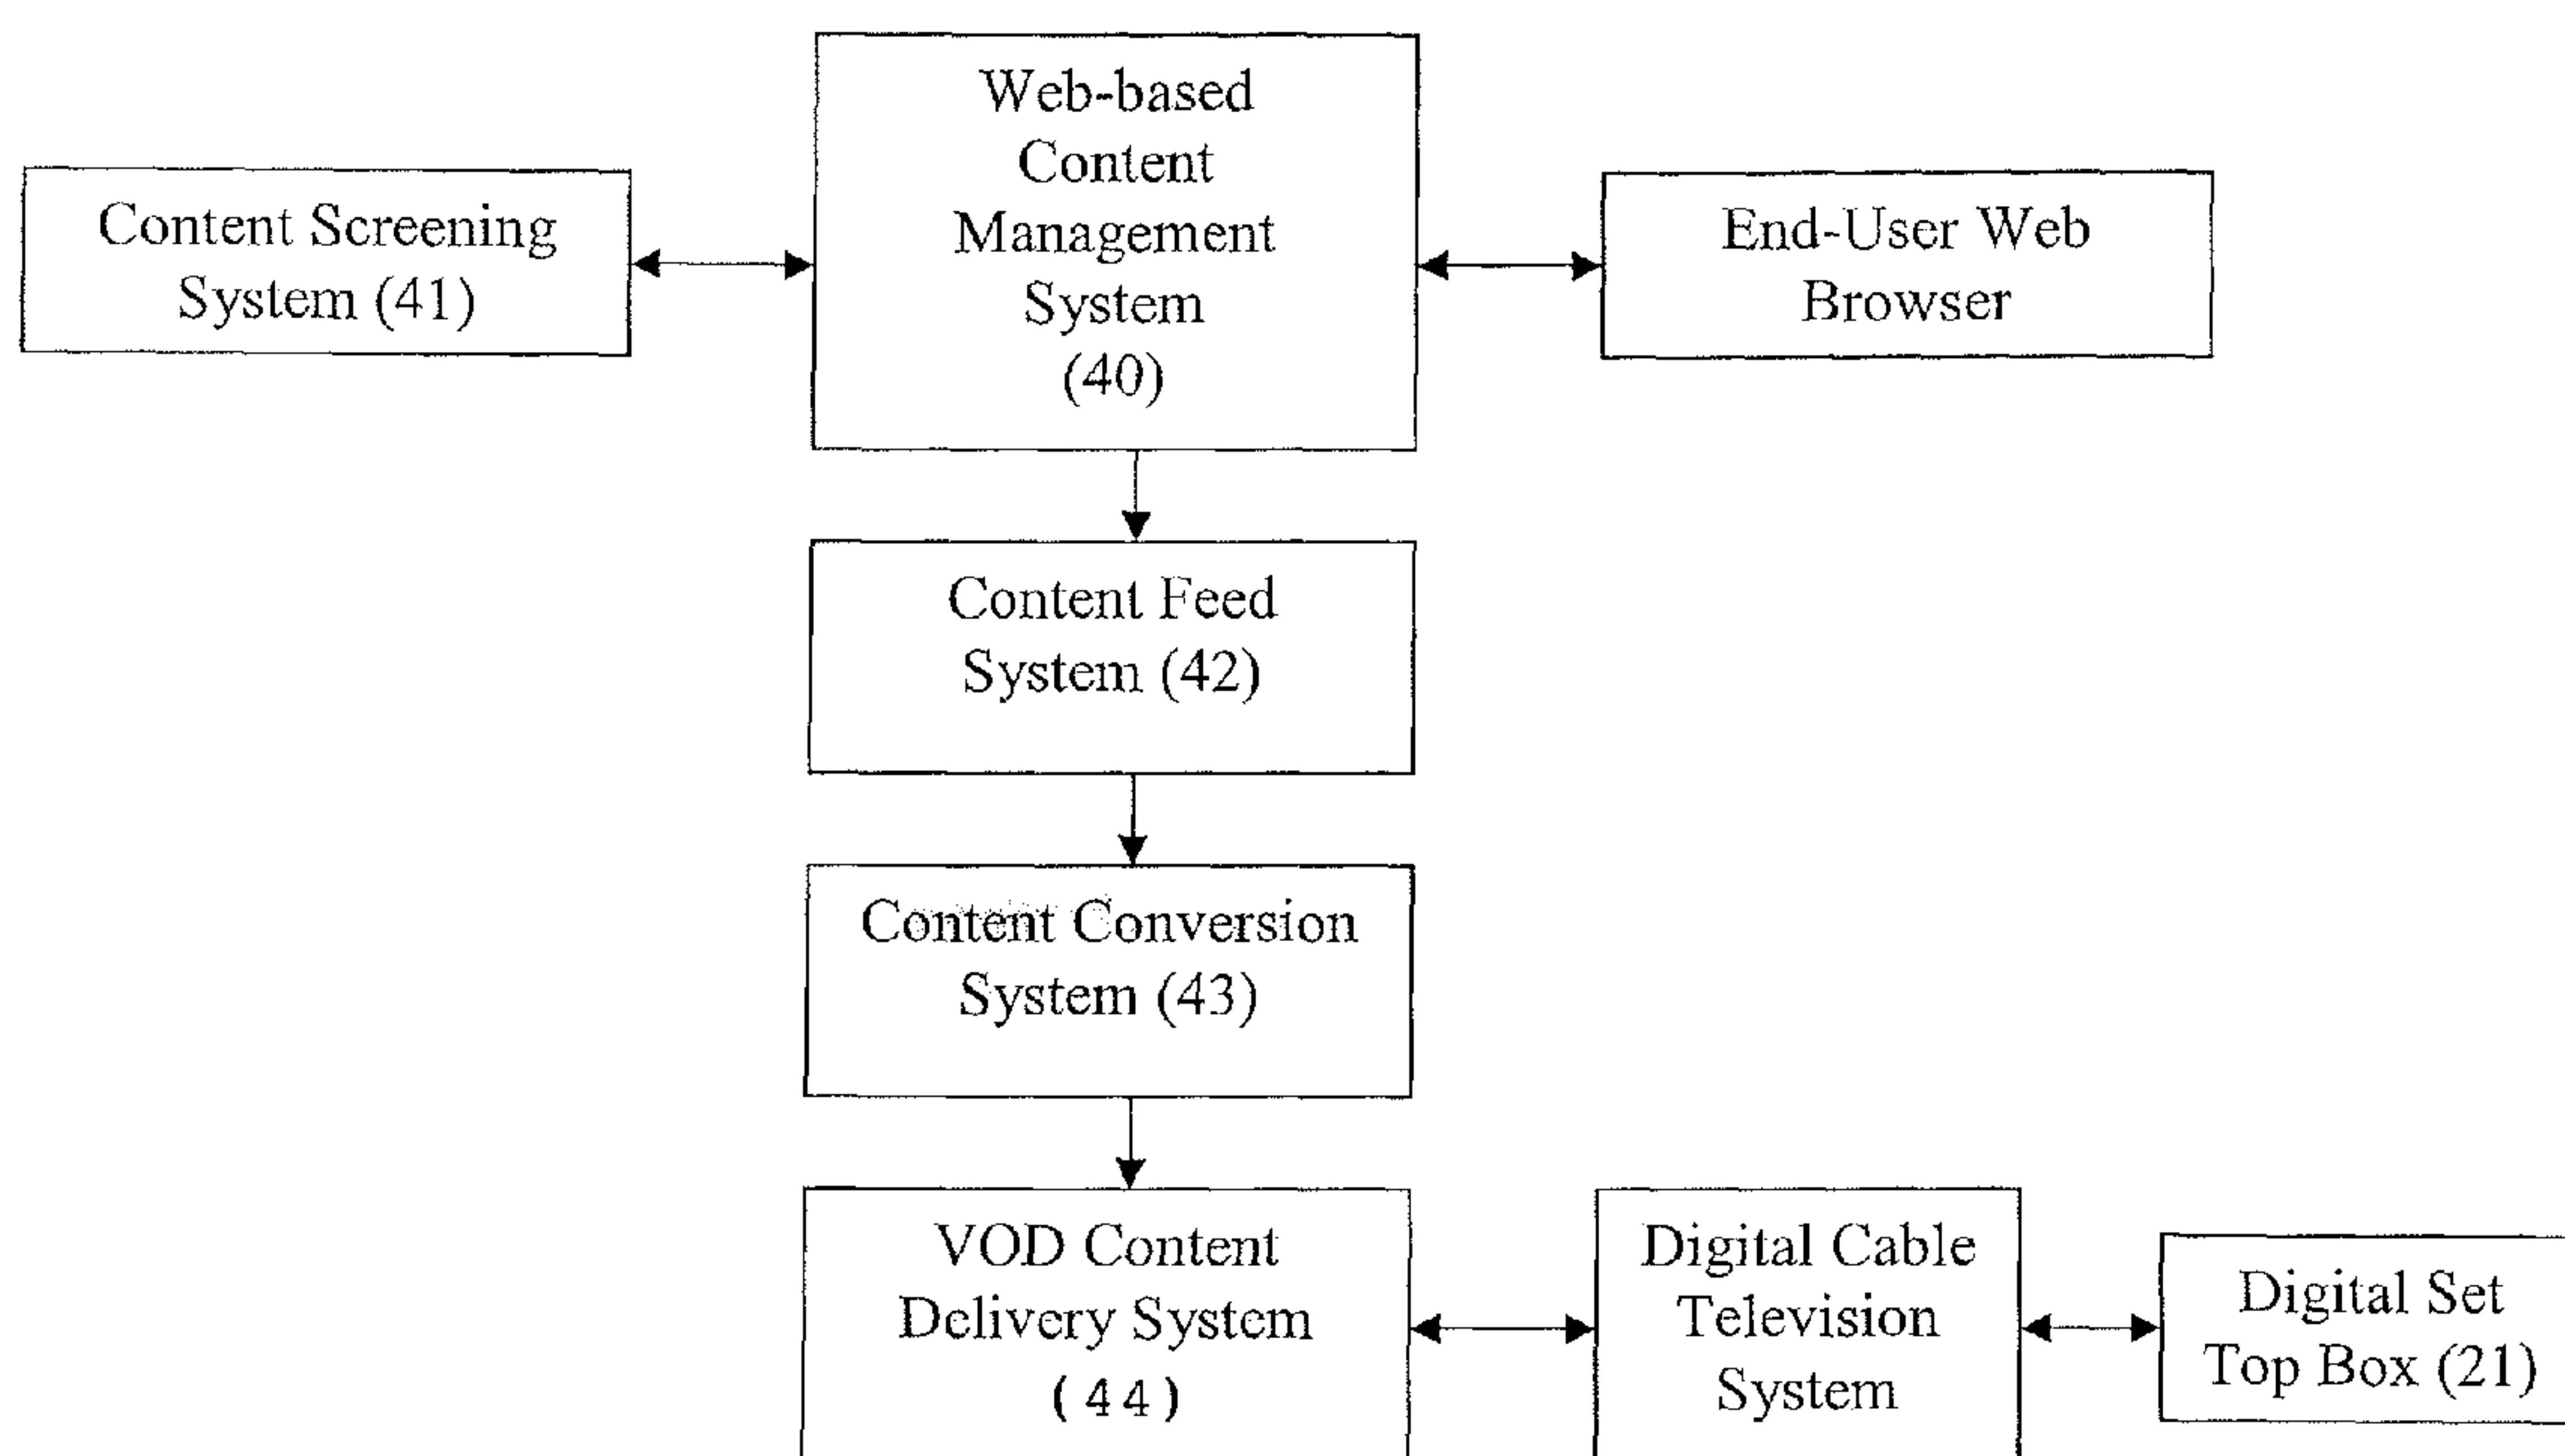 Web-based
Content
Management
System
(40)
Content Screening
System (41)
End-User Web
Browser
Content Feed
System (42)
Content Conversion
System (43)
VOD Content
Delivery System
(44)
Digital Cable
Television
System
Digital Set
Top Box (21)